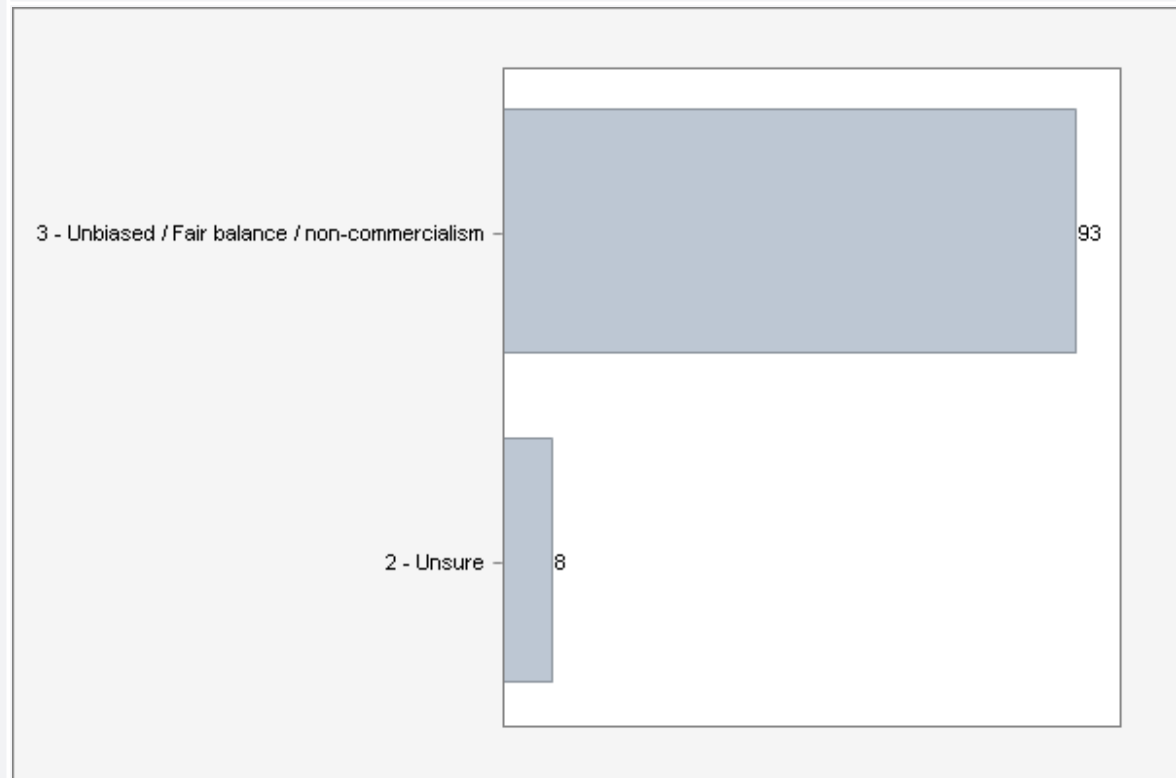 3 - Unbiased / Fair balance / non-commercialism
93
2 - Unsure
8